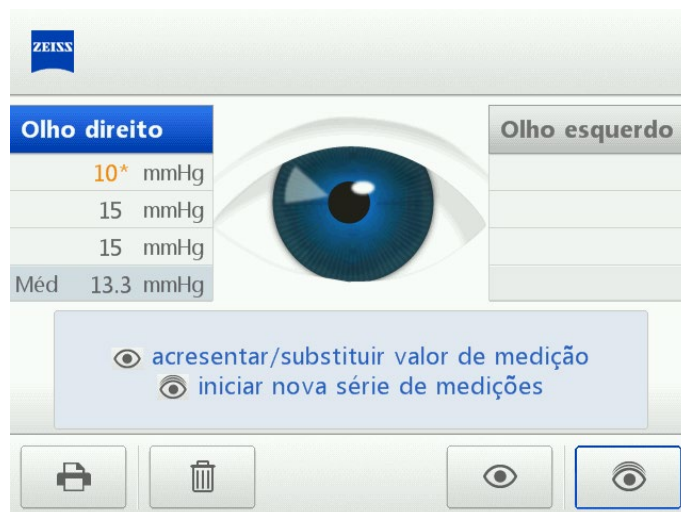 ZEISS
Olho direito
Olho esquerdo
10* mmHg
15 mmHg
15 mmHg
Méd 13.3 mmHg
acresentar/substituir valor de medição
iniciar nova série de medições